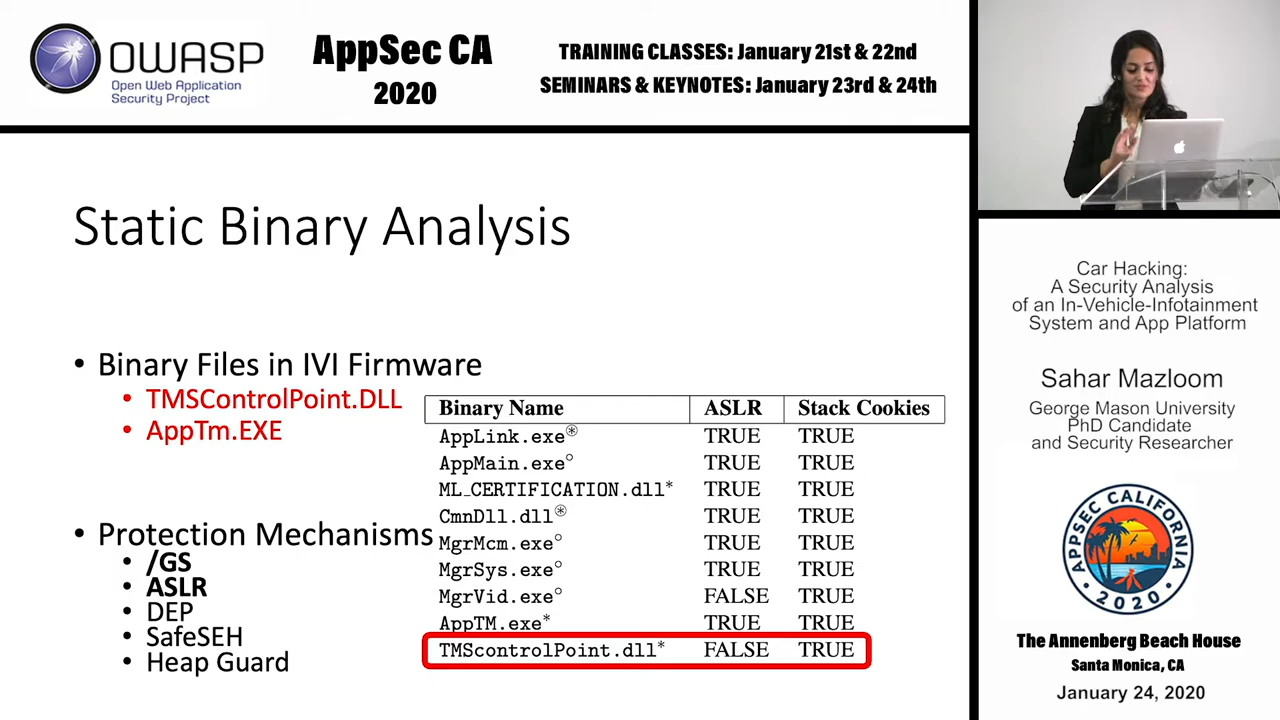 OWASP
Open Web Application
Security Project
AppSec CA
2020
TRAINING CLASSES: January 21st & 22nd
SEMINARS & KEYNOTES: January 23rd & 24th
Static Binary Analysis
• Binary Files in IVI Firmware
• TMSControlPoint.DLL
• AppTm.EXE
• Protection Mechanisms
• /GS
• ASLR
• DEP
• SafeSEH
• Heap Guard
Binary Name ASLR Stack Cookies
AppLink.exe⊛ TRUE TRUE
AppMain.exe○ TRUE TRUE
ML_CERTIFICATION.dll* TRUE TRUE
CmnDll.dll⊛ TRUE TRUE
MgrMcm.exe○ TRUE TRUE
MgrSys.exe○ TRUE TRUE
MgrVid.exe○ FALSE TRUE
AppTM.exe* TRUE TRUE
TMScontrolPoint.dll* FALSE TRUE
Car Hacking:
A Security Analysis
of an In-Vehicle-Infotainment
System and App Platform
Sahar Mazloom
George Mason University
PhD Candidate
and Security Researcher
APPSEC CALIFORNIA
2020
The Annenberg Beach House
Santa Monica, CA
January 24, 2020